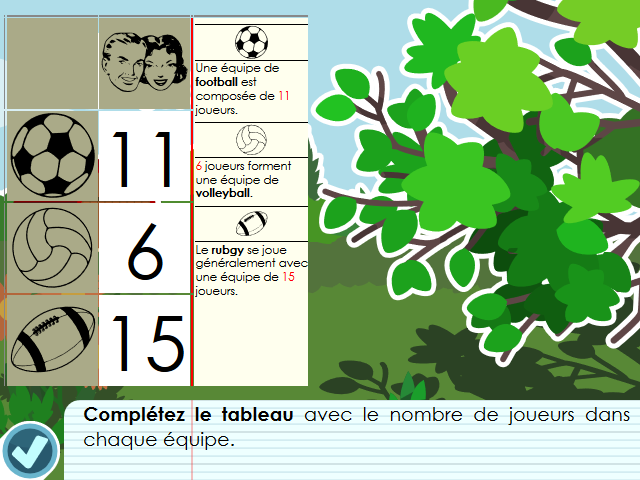 11
6
15
Une équipe de
football est
composée de 11
joueurs.
6 joueurs forment
une équipe de
volleyball.
Le rubgy se joue
généralement avec
une équipe de 15
joueurs.
Complétez le tableau avec le nombre de joueurs dans
chaque équipe.